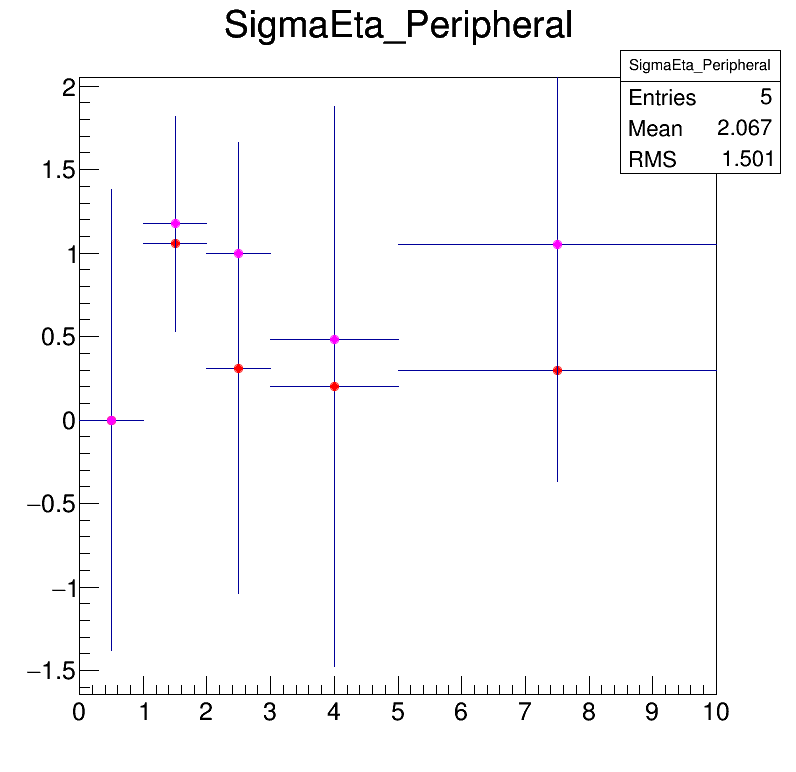 SigmaEta_Peripheral
SigmaEta_Peripheral
Entries 5
Mean 2.067
RMS 1.501
2
1.5
1
0.5
0
−0.5
−1
−1.5
0 1 2 3 4 5 6 7 8 9 10